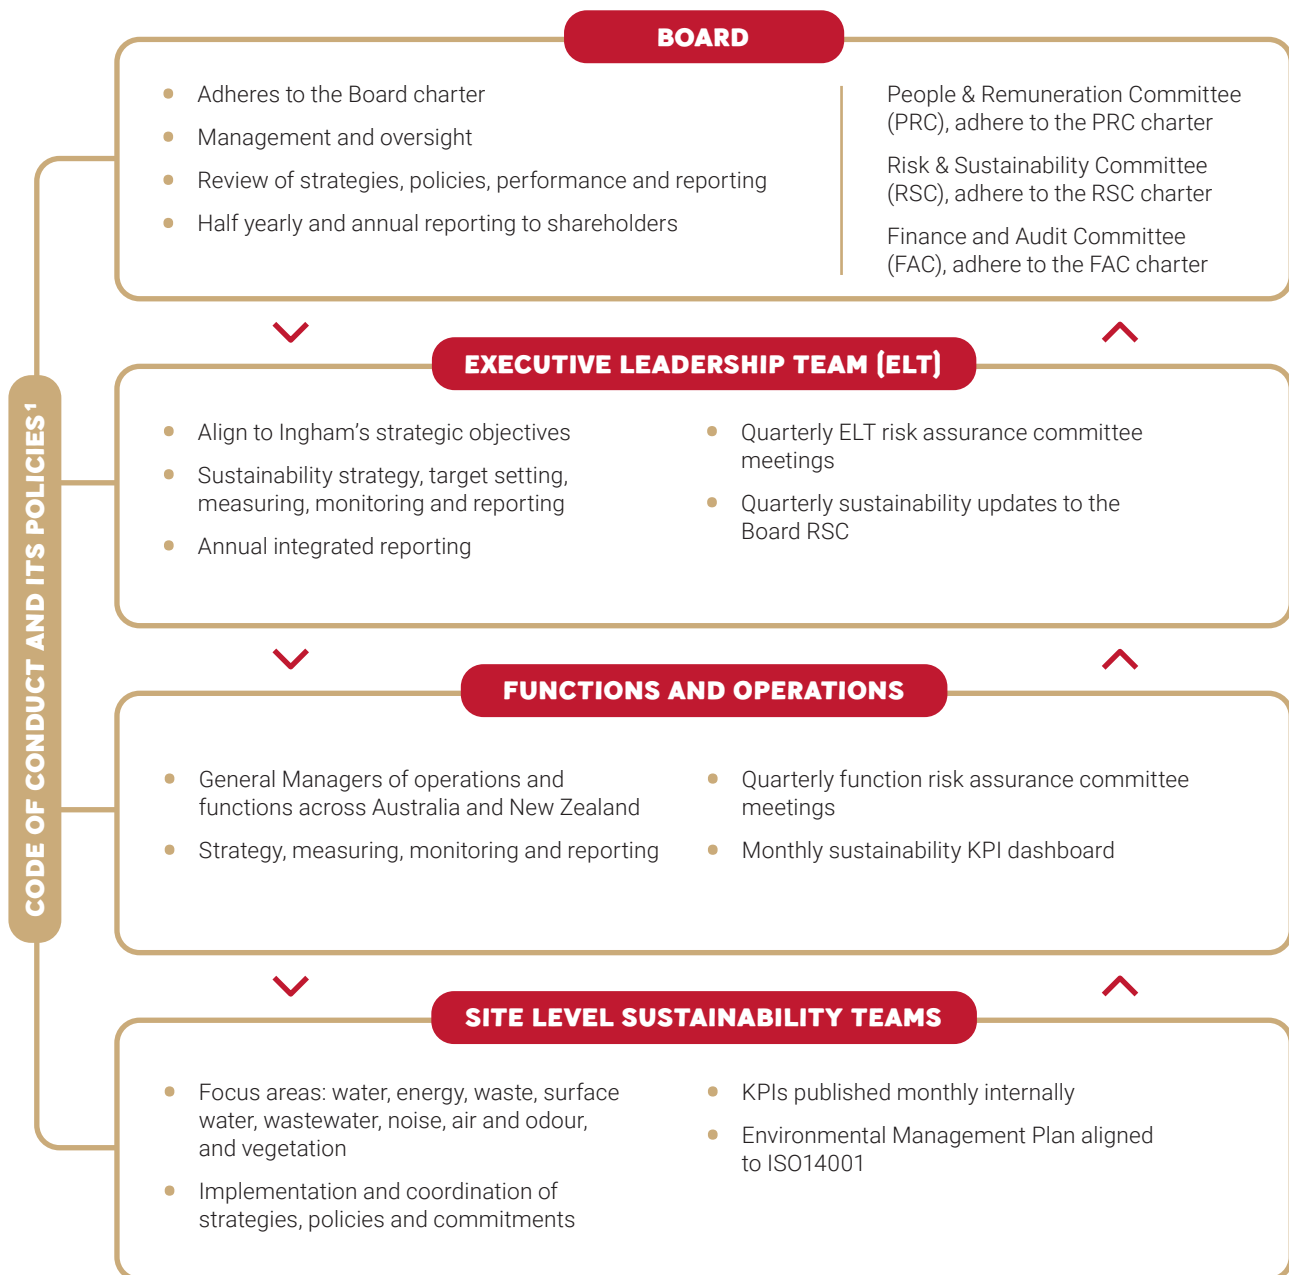 BOARD
Adheres to the Board charter
Management and oversight
Review of strategies, policies, performance and reporting
Half yearly and annual reporting to shareholders
People & Remuneration Committee
(PRC), adhere to the PRC charter
Risk & Sustainability Committee
(RSC), adhere to the RSC charter
Finance and Audit Committee
(FAC), adhere to the FAC charter
CODE OF CONDUCT AND ITS POLICIES¹
EXECUTIVE LEADERSHIP TEAM (ELT)
Align to Ingham's strategic objectives
Sustainability strategy, target setting,
measuring, monitoring and reporting
Annual integrated reporting
Quarterly ELT risk assurance committee
meetings
Quarterly sustainability updates to the
Board RSC
FUNCTIONS AND OPERATIONS
General Managers of operations and
functions across Australia and New Zealand
Strategy, measuring, monitoring and reporting
Quarterly function risk assurance committee
meetings
Monthly sustainability KPI dashboard
SITE LEVEL SUSTAINABILITY TEAMS
Focus areas: water, energy, waste, surface
water, wastewater, noise, air and odour,
and vegetation
Implementation and coordination of
strategies, policies and commitments
KPIs published monthly internally
Environmental Management Plan aligned
to ISO14001